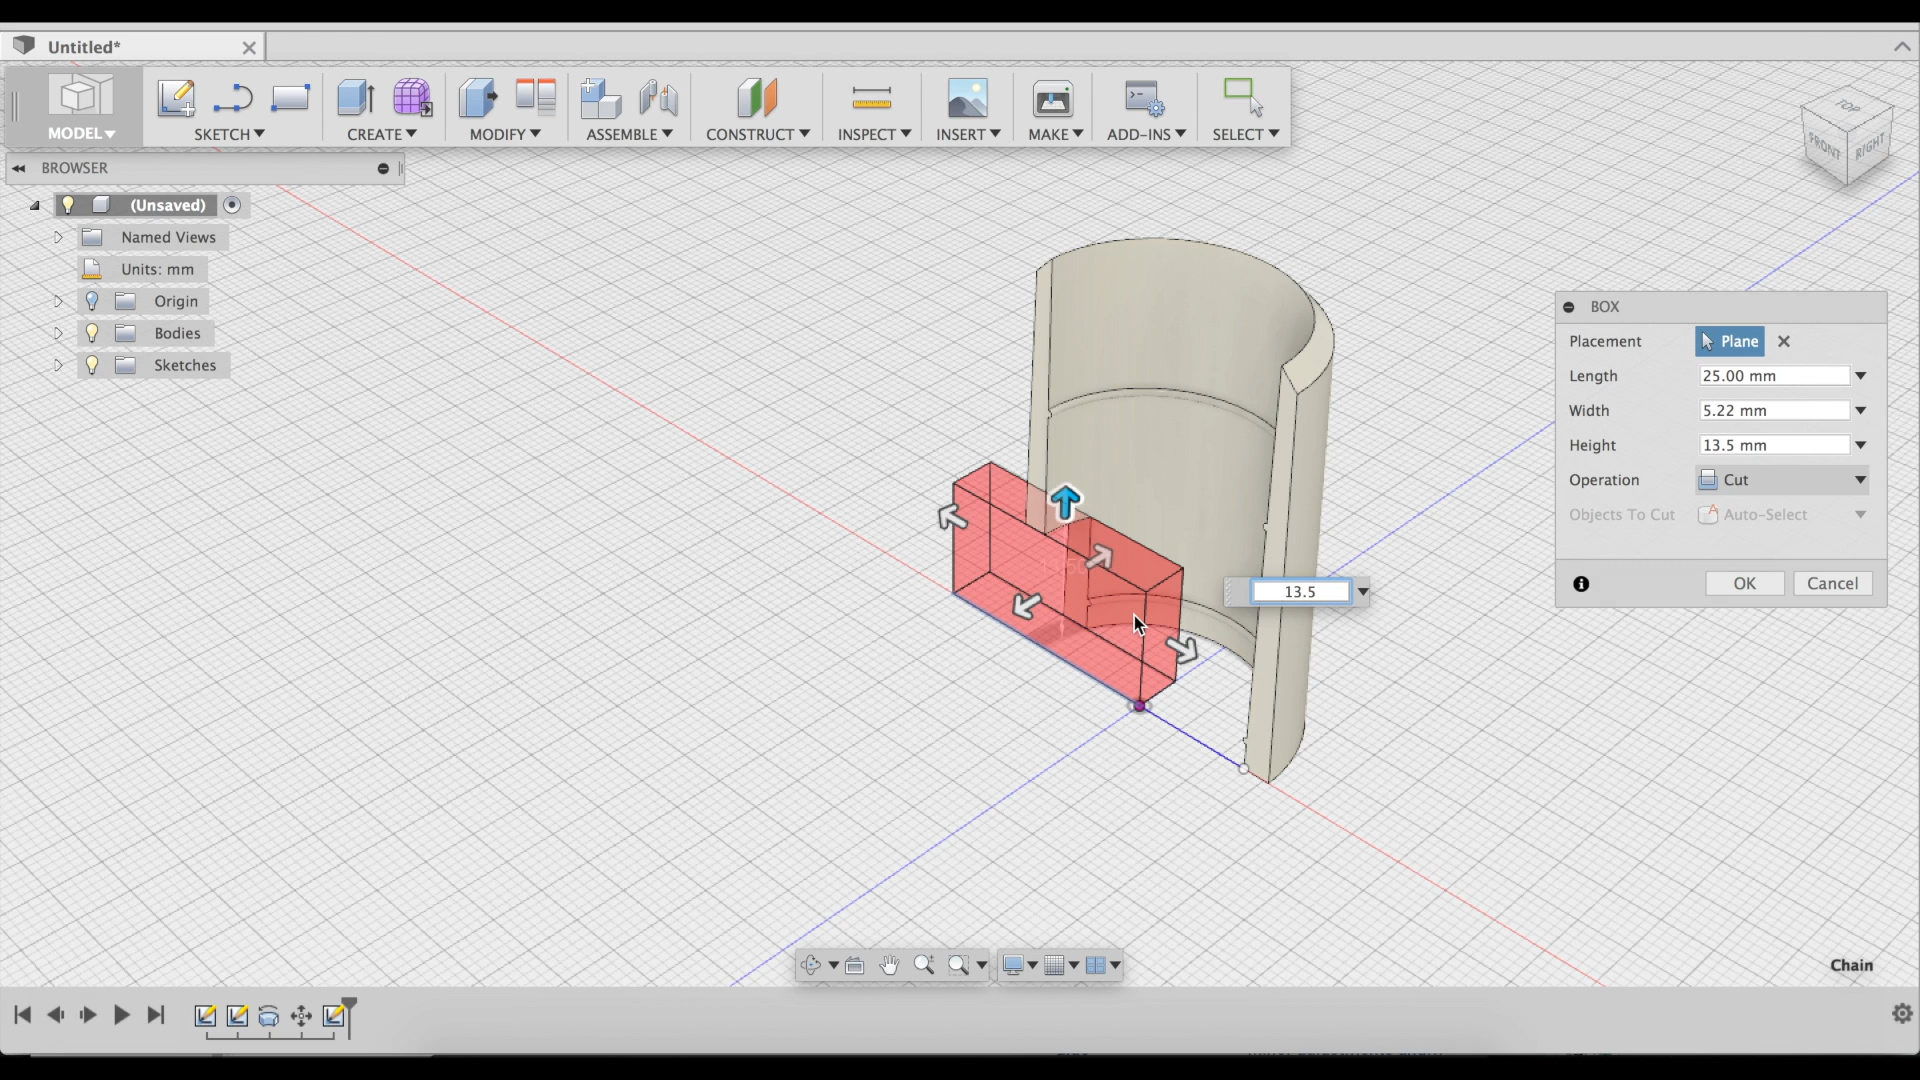 Untitled*
MODEL
SKETCH
CREATE
MODIFY
ASSEMBLE
CONSTRUCT
INSPECT
INSERT
MAKE
ADD-INS
SELECT
TOP
FRONT
RIGHT
BROWSER
(Unsaved)
Named Views
Units: mm
Origin
Bodies
Sketches
BOX
Placement Plane
Length 25.00 mm
Width 5.22 mm
Height 13.5 mm
Operation Cut
Objects To Cut Auto-Select
OK Cancel
13.5
Chain